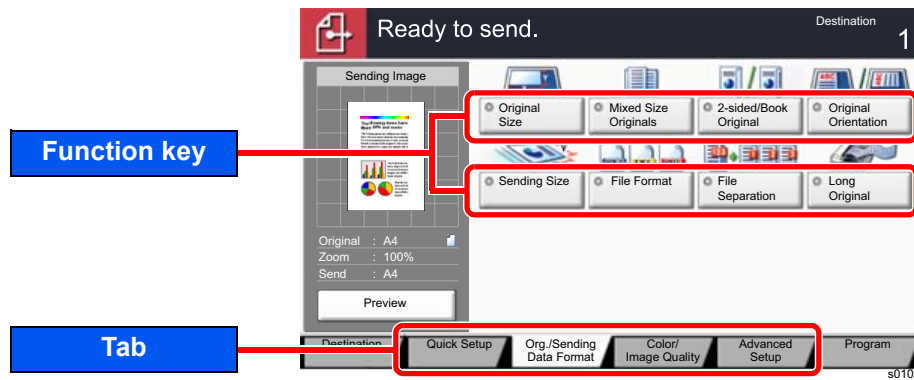 Ready to send.
Destination
1
Sending Image
Original
Size
Mixed Size
Originals
2-sided/Book
Original
Original
Orientation
Function key
Sending Size
File Format
File
Separation
Long
Original
Original : A4
Zoom : 100%
Send : A4
Preview
Tab
Destination
Quick Setup
Org./Sending
Data Format
Color/
Image Quality
Advanced
Setup
Program
s010